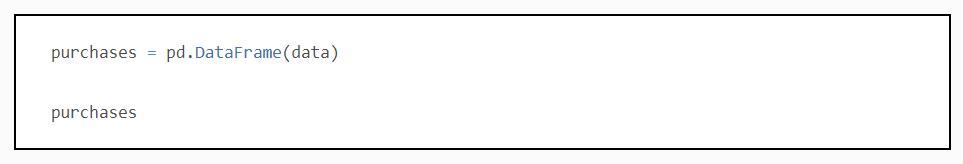 purchases = pd.DataFrame(data)
purchases